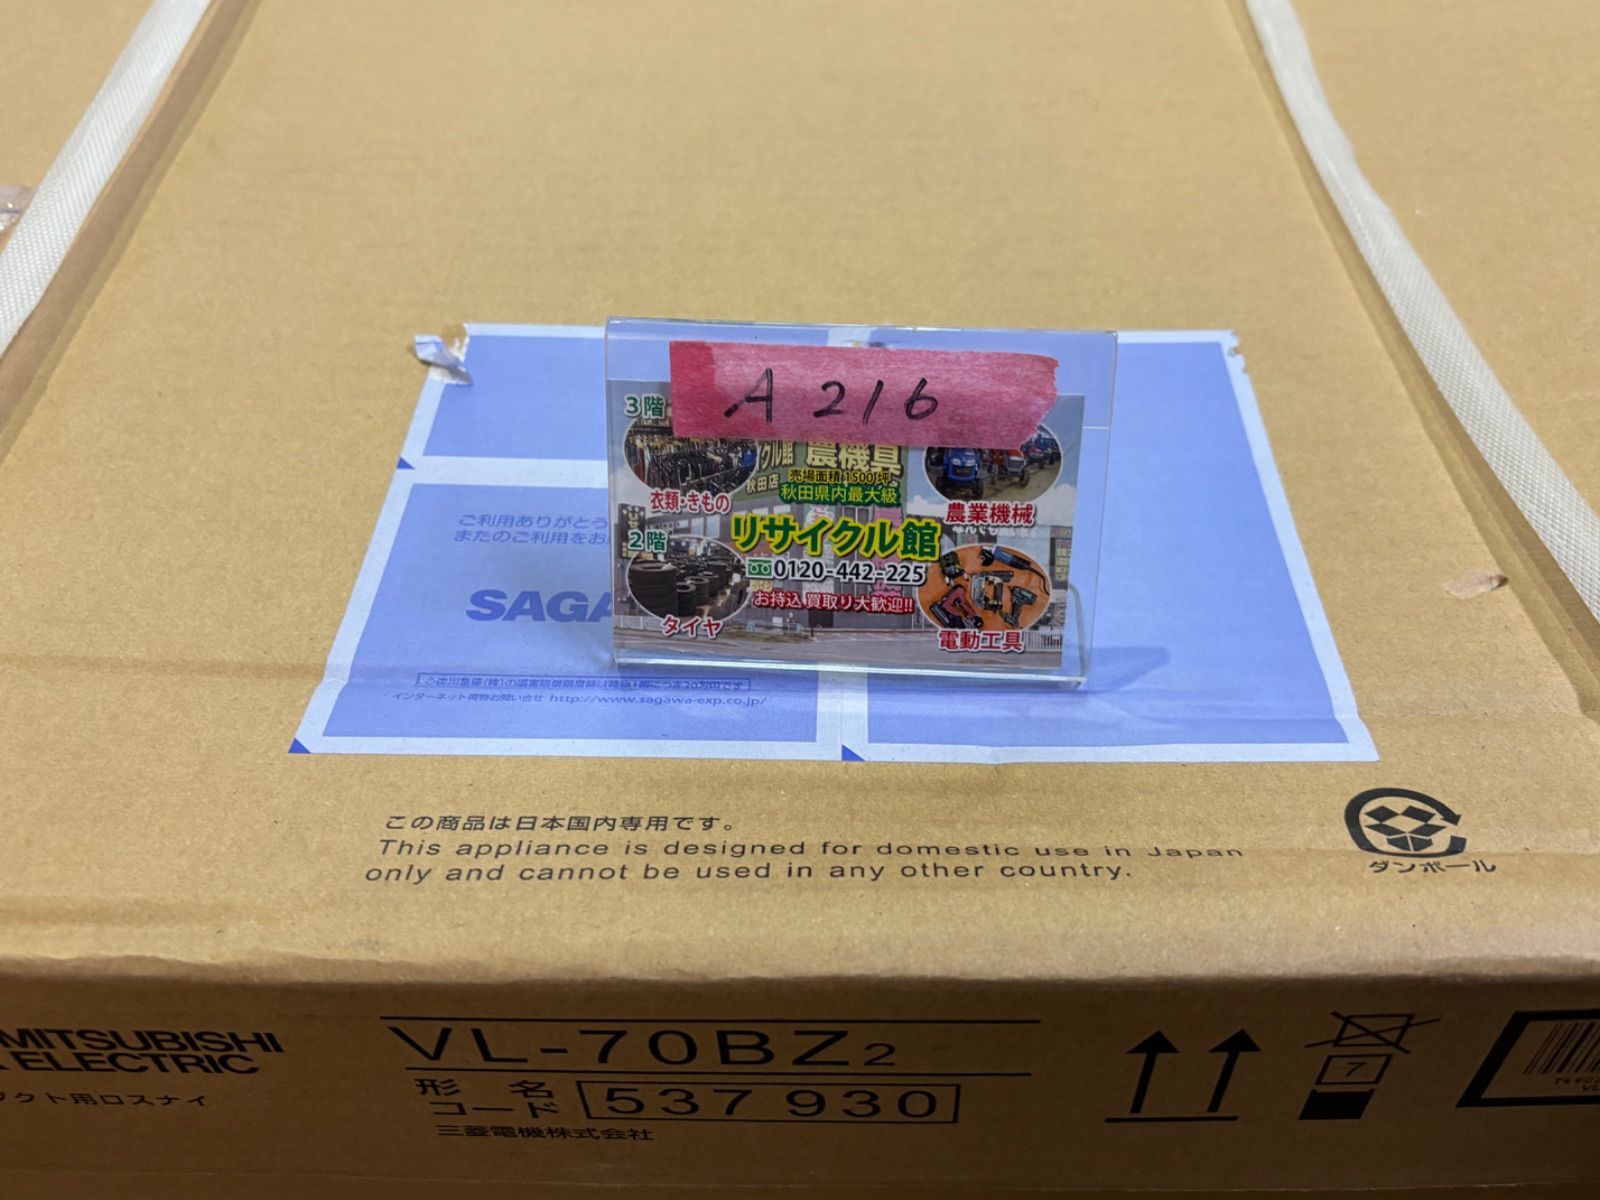 A 216
3階
農機具
イクル館
秋田店
売場面積1500坪
秋田県内最大級
衣類・きもの
農業機械
リサイクル館
2階
0120-442-225
お持込 買取り大歓迎!!
タイヤ
電動工具
ご利用ありがとう
またのご利用をお
SAGA
インターネット荷物お問い合せ http://www.sagawa-exp.co.jp/
この商品は日本国内専用です。
This appliance is designed for domestic use in Japan
only and cannot be used in any other country.
ダンボール
MITSUBISHI
ELECTRIC
クト用ロスナイ
VL-70BZ2
形名
コード
537 930
三菱電機株式会社
7